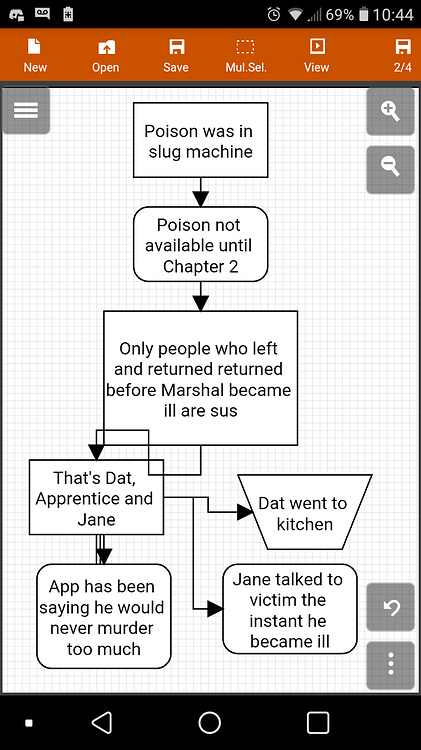 69% 10:44
New Open Save Mul.Sel. View 2/4
Poison was in
slug machine
Poison not
available until
Chapter 2
Only people who left
and returned returned
before Marshal became
ill are sus
That's Dat,
Apprentice and
Jane
Dat went to
kitchen
App has been
saying he would
never murder
too much
Jane talked to
victim the
instant he
became ill